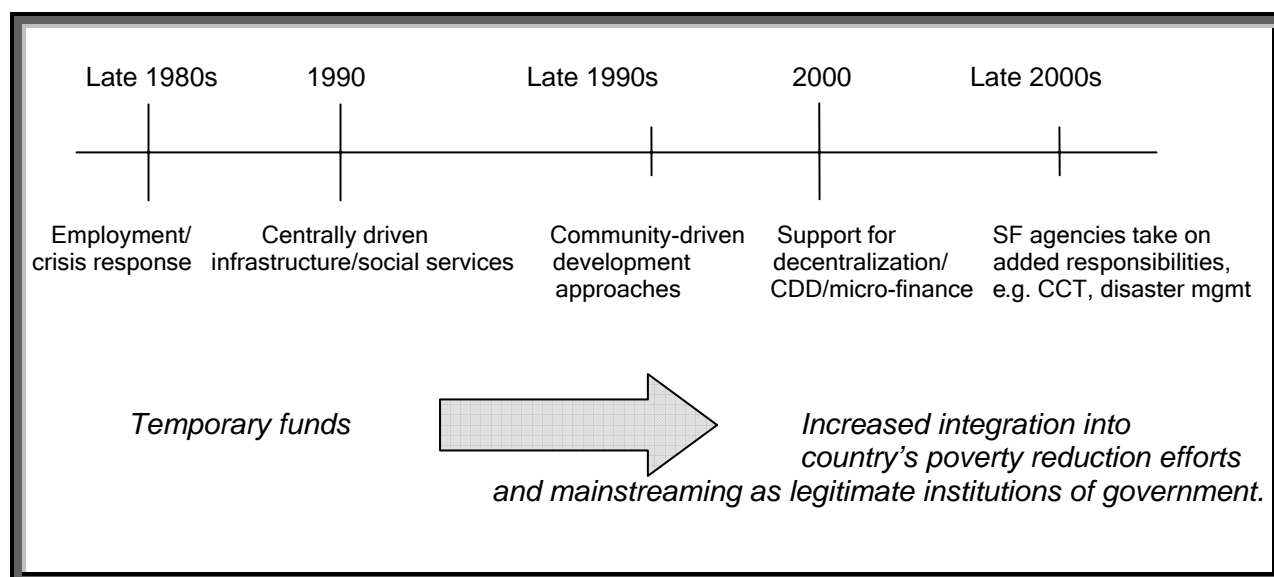 Late 1980s
1990
Late 1990s
2000
Late 2000s
Employment/
crisis response
Centrally driven
infrastructure/social services
Community-driven
development
approaches
Support for
decentralization/
CDD/micro-finance
SF agencies take on
added responsibilities,
e.g. CCT, disaster mgmt
Temporary funds
Increased integration into
country's poverty reduction efforts
and mainstreaming as legitimate institutions of government.